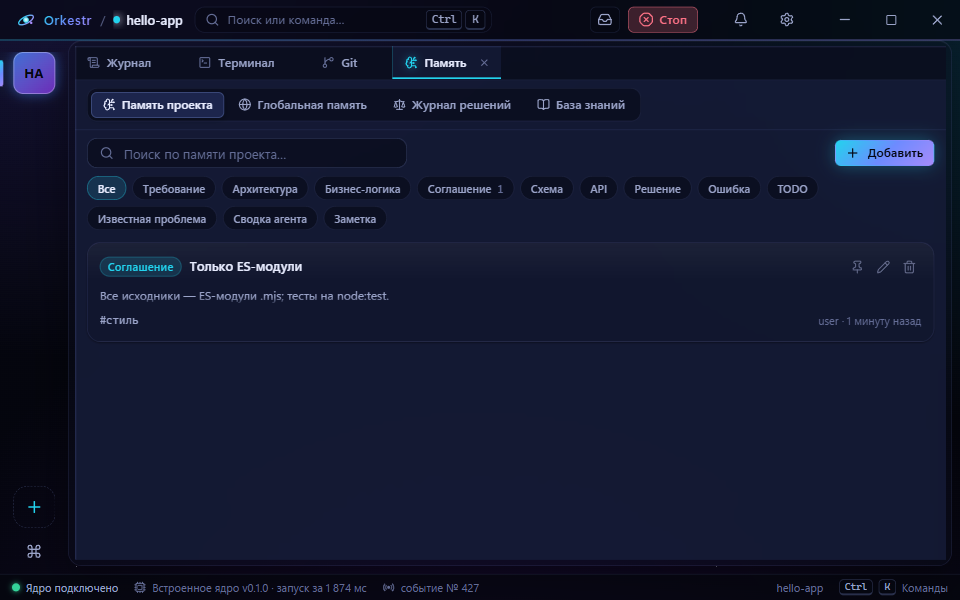 Orkestr / hello-app Поиск или команда... Ctrl K Стоп
HA
Журнал Терминал Git Память
Память проекта Глобальная память Журнал решений База знаний
Поиск по памяти проекта... Добавить
Все Требование Архитектура Бизнес-логика Соглашение 1 Схема API Решение Ошибка TODO
Известная проблема Сводка агента Заметка
Соглашение Только ES-модули
Все исходники — ES-модули .mjs; тесты на node:test.
#стиль user · 1 минуту назад
Ядро подключено Встроенное ядро v0.1.0 · запуск за 1 874 мс событие № 427 hello-app Ctrl K Команды